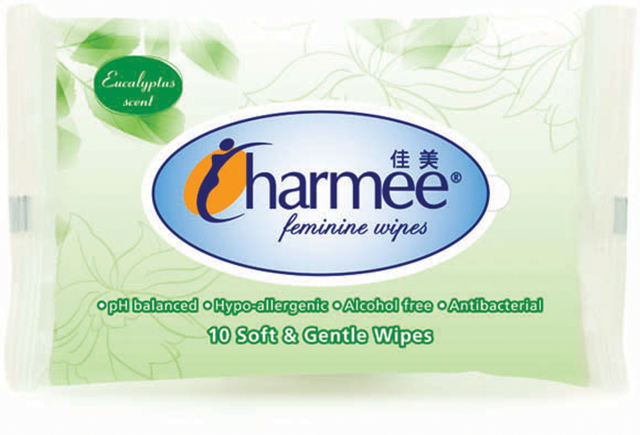 Eucalyptus
scent
佳美
Charmee®
feminine wipes
• pH balanced • Hypo-allergenic • Alcohol free • Antibacterial
10 Soft & Gentle Wipes